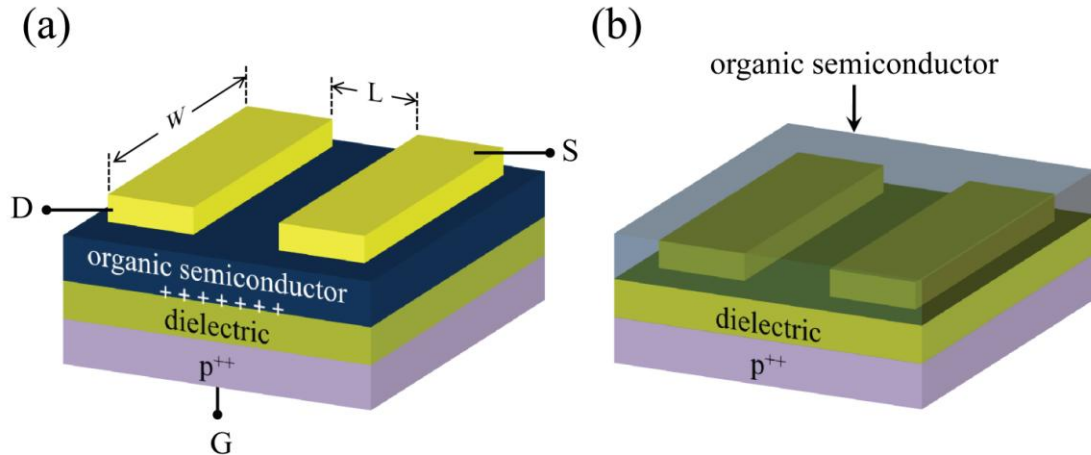 (a)
W
L
S
D
organic semiconductor
+ + + + + + +
dielectric
p++
G
(b)
organic semiconductor
dielectric
p++